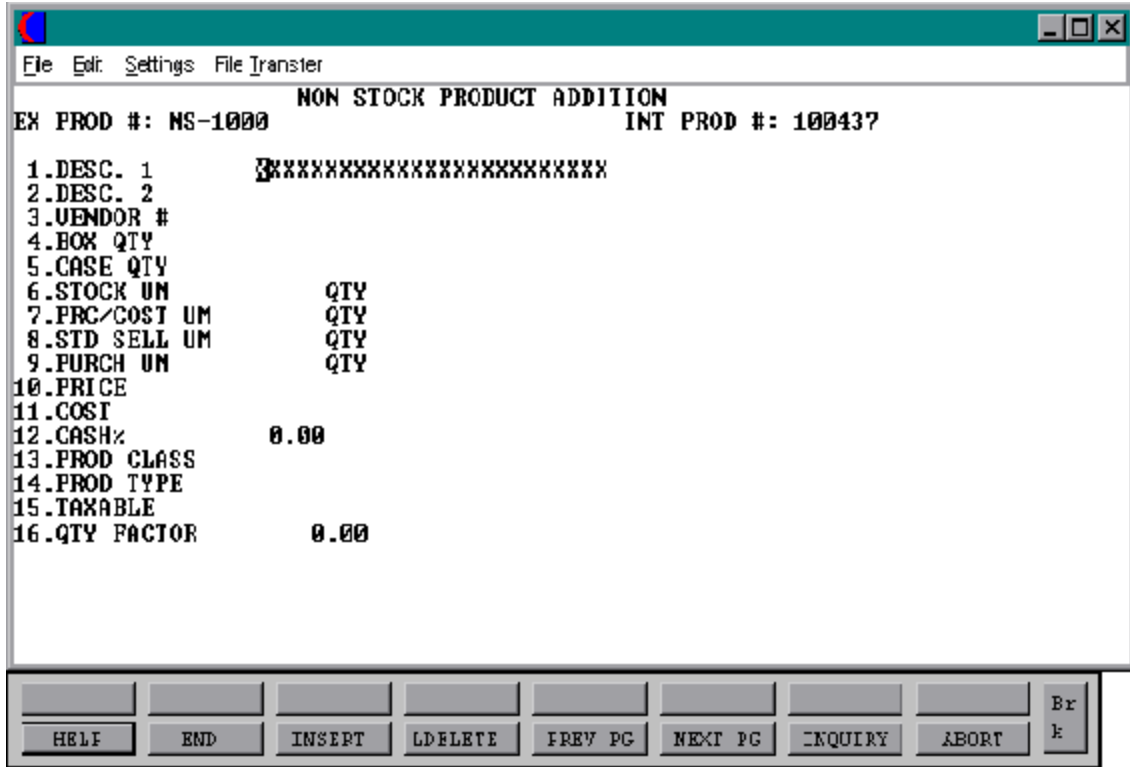 File Edit Settings File Transfer
NON STOCK PRODUCT ADDITION
EX PROD #: NS-1000 INT PROD #: 100437
1.DESC. 1 XXXXXXXXXXXXXXXXXXXXXXXXX
2.DESC. 2
3.VENDOR #
4.BOX QTY
5.CASE QTY
6.STOCK UM QTY
7.PRC/COST UM QTY
8.STD SELL UM QTY
9.PURCH UM QTY
10.PRICE
11.COST
12.CASH% 0.00
13.PROD CLASS
14.PROD TYPE
15.TAXABLE
16.QTY FACTOR 0.00
Br
HELP END INSERT LDELETE PREV PG NEXT PG INQUIRY ABORT k